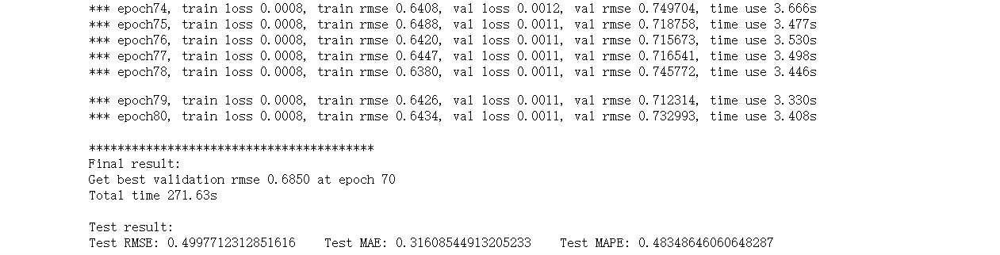 *** epoch74, train loss 0.0008, train rmse 0.6408, val loss 0.0012, val rmse 0.749704, time use 3.666s
*** epoch75, train loss 0.0008, train rmse 0.6488, val loss 0.0011, val rmse 0.718758, time use 3.477s
*** epoch76, train loss 0.0008, train rmse 0.6420, val loss 0.0011, val rmse 0.715673, time use 3.530s
*** epoch77, train loss 0.0008, train rmse 0.6447, val loss 0.0011, val rmse 0.716541, time use 3.498s
*** epoch78, train loss 0.0008, train rmse 0.6380, val loss 0.0011, val rmse 0.745772, time use 3.446s
*** epoch79, train loss 0.0008, train rmse 0.6426, val loss 0.0011, val rmse 0.712314, time use 3.330s
*** epoch80, train loss 0.0008, train rmse 0.6434, val loss 0.0011, val rmse 0.732993, time use 3.408s
****************************************
Final result:
Get best validation rmse 0.6850 at epoch 70
Total time 271.63s
Test result:
Test RMSE: 0.4997712312851616    Test MAE: 0.31608544913205233    Test MAPE: 0.48348646060648287